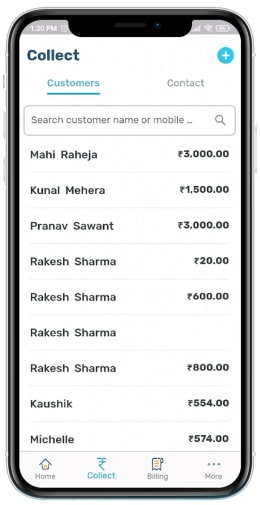 1:30 PM
Collect
Customers Contact
Search customer name or mobile ...
Mahi Raheja ₹3,000.00
Kunal Mehera ₹1,500.00
Pranav Sawant ₹3,000.00
Rakesh Sharma ₹20.00
Rakesh Sharma ₹600.00
Rakesh Sharma
Rakesh Sharma ₹800.00
Kaushik ₹554.00
Michelle ₹574.00
Home Collect Billing More